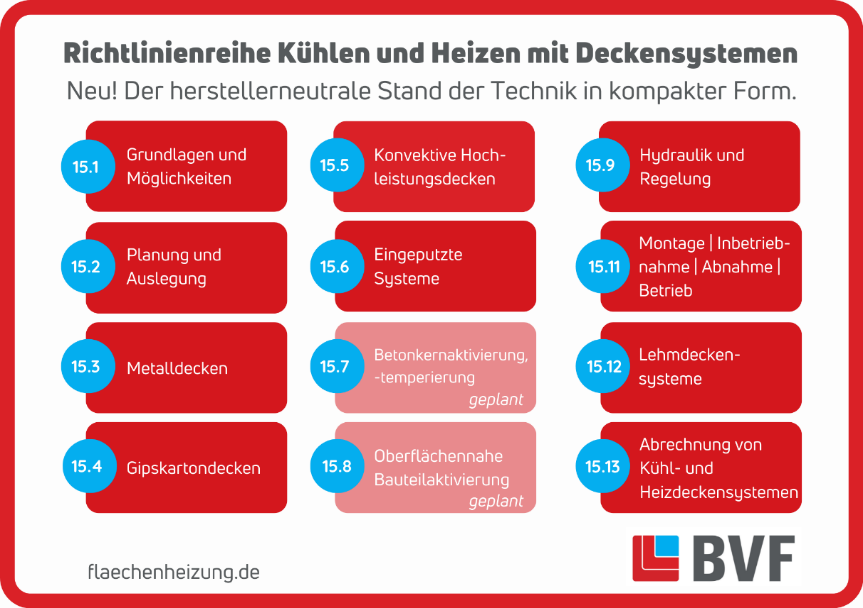 Richtlinienreihe Kühlen und Heizen mit Deckensystemen
Neu! Der herstellerneutrale Stand der Technik in kompakter Form.
15.1
Grundlagen und
Möglichkeiten
15.2
Planung und
Auslegung
15.3
Metalldecken
15.4
Gipskartondecken
15.5
Konvektive Hoch-
leistungsdecken
15.6
Eingeputzte
Systeme
15.7
Betonkernaktivierung,
-temperierung
geplant
15.8
Oberflächennahe
Bauteilaktivierung
geplant
15.9
Hydraulik und
Regelung
15.11
Montage | Inbetrieb-
nahme | Abnahme |
Betrieb
15.12
Lehmdecken-
systeme
15.13
Abrechnung von
Kühl- und
Heizdeckensystemen
flaechenheizung.de
BVF